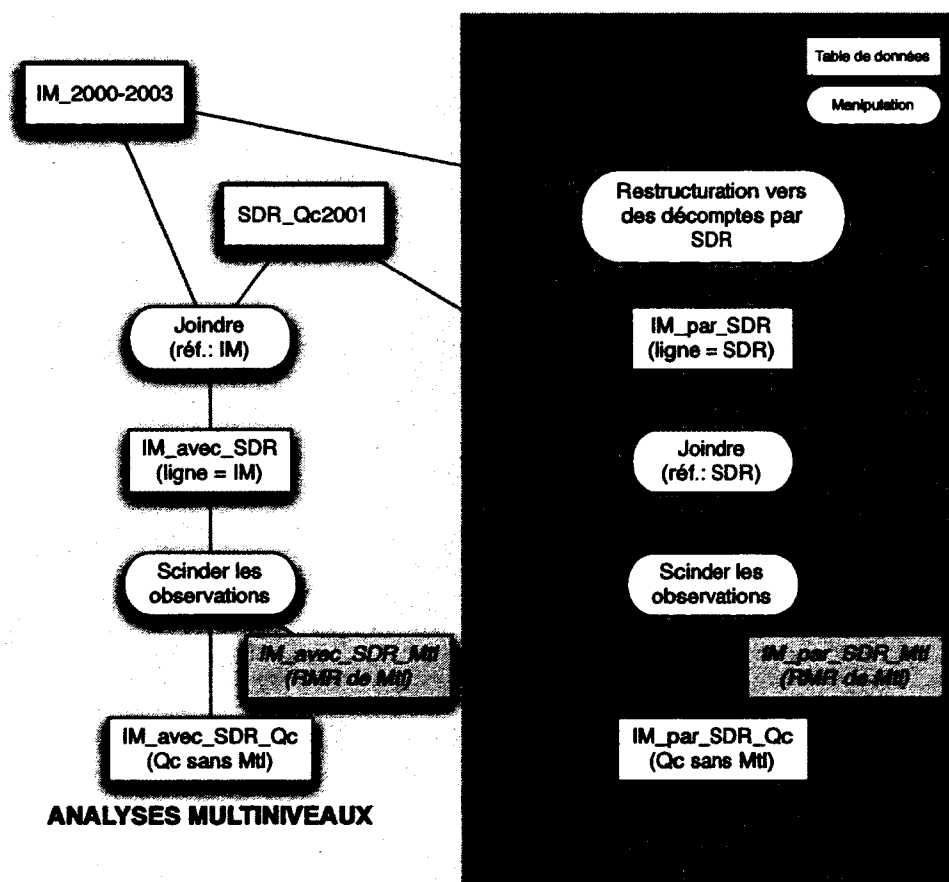 Table de données
Manipulation
IM_2000-2003
SDR_Qc2001
Restructuration vers
des décomptes par
SDR
Joindre
(réf.: IM)
IM_par_SDR
(ligne = SDR)
IM_avec_SDR
(ligne = IM)
Joindre
(réf.: SDR)
Scinder les
observations
Scinder les
observations
IM_avec_SDR_Mtl
(RMR de Mtl)
IM_par_SDR_Mtl
(RMR de Mtl)
IM_avec_SDR_Qc
(Qc sans Mtl)
IM_par_SDR_Qc
(Qc sans Mtl)
ANALYSES MULTINIVEAUX